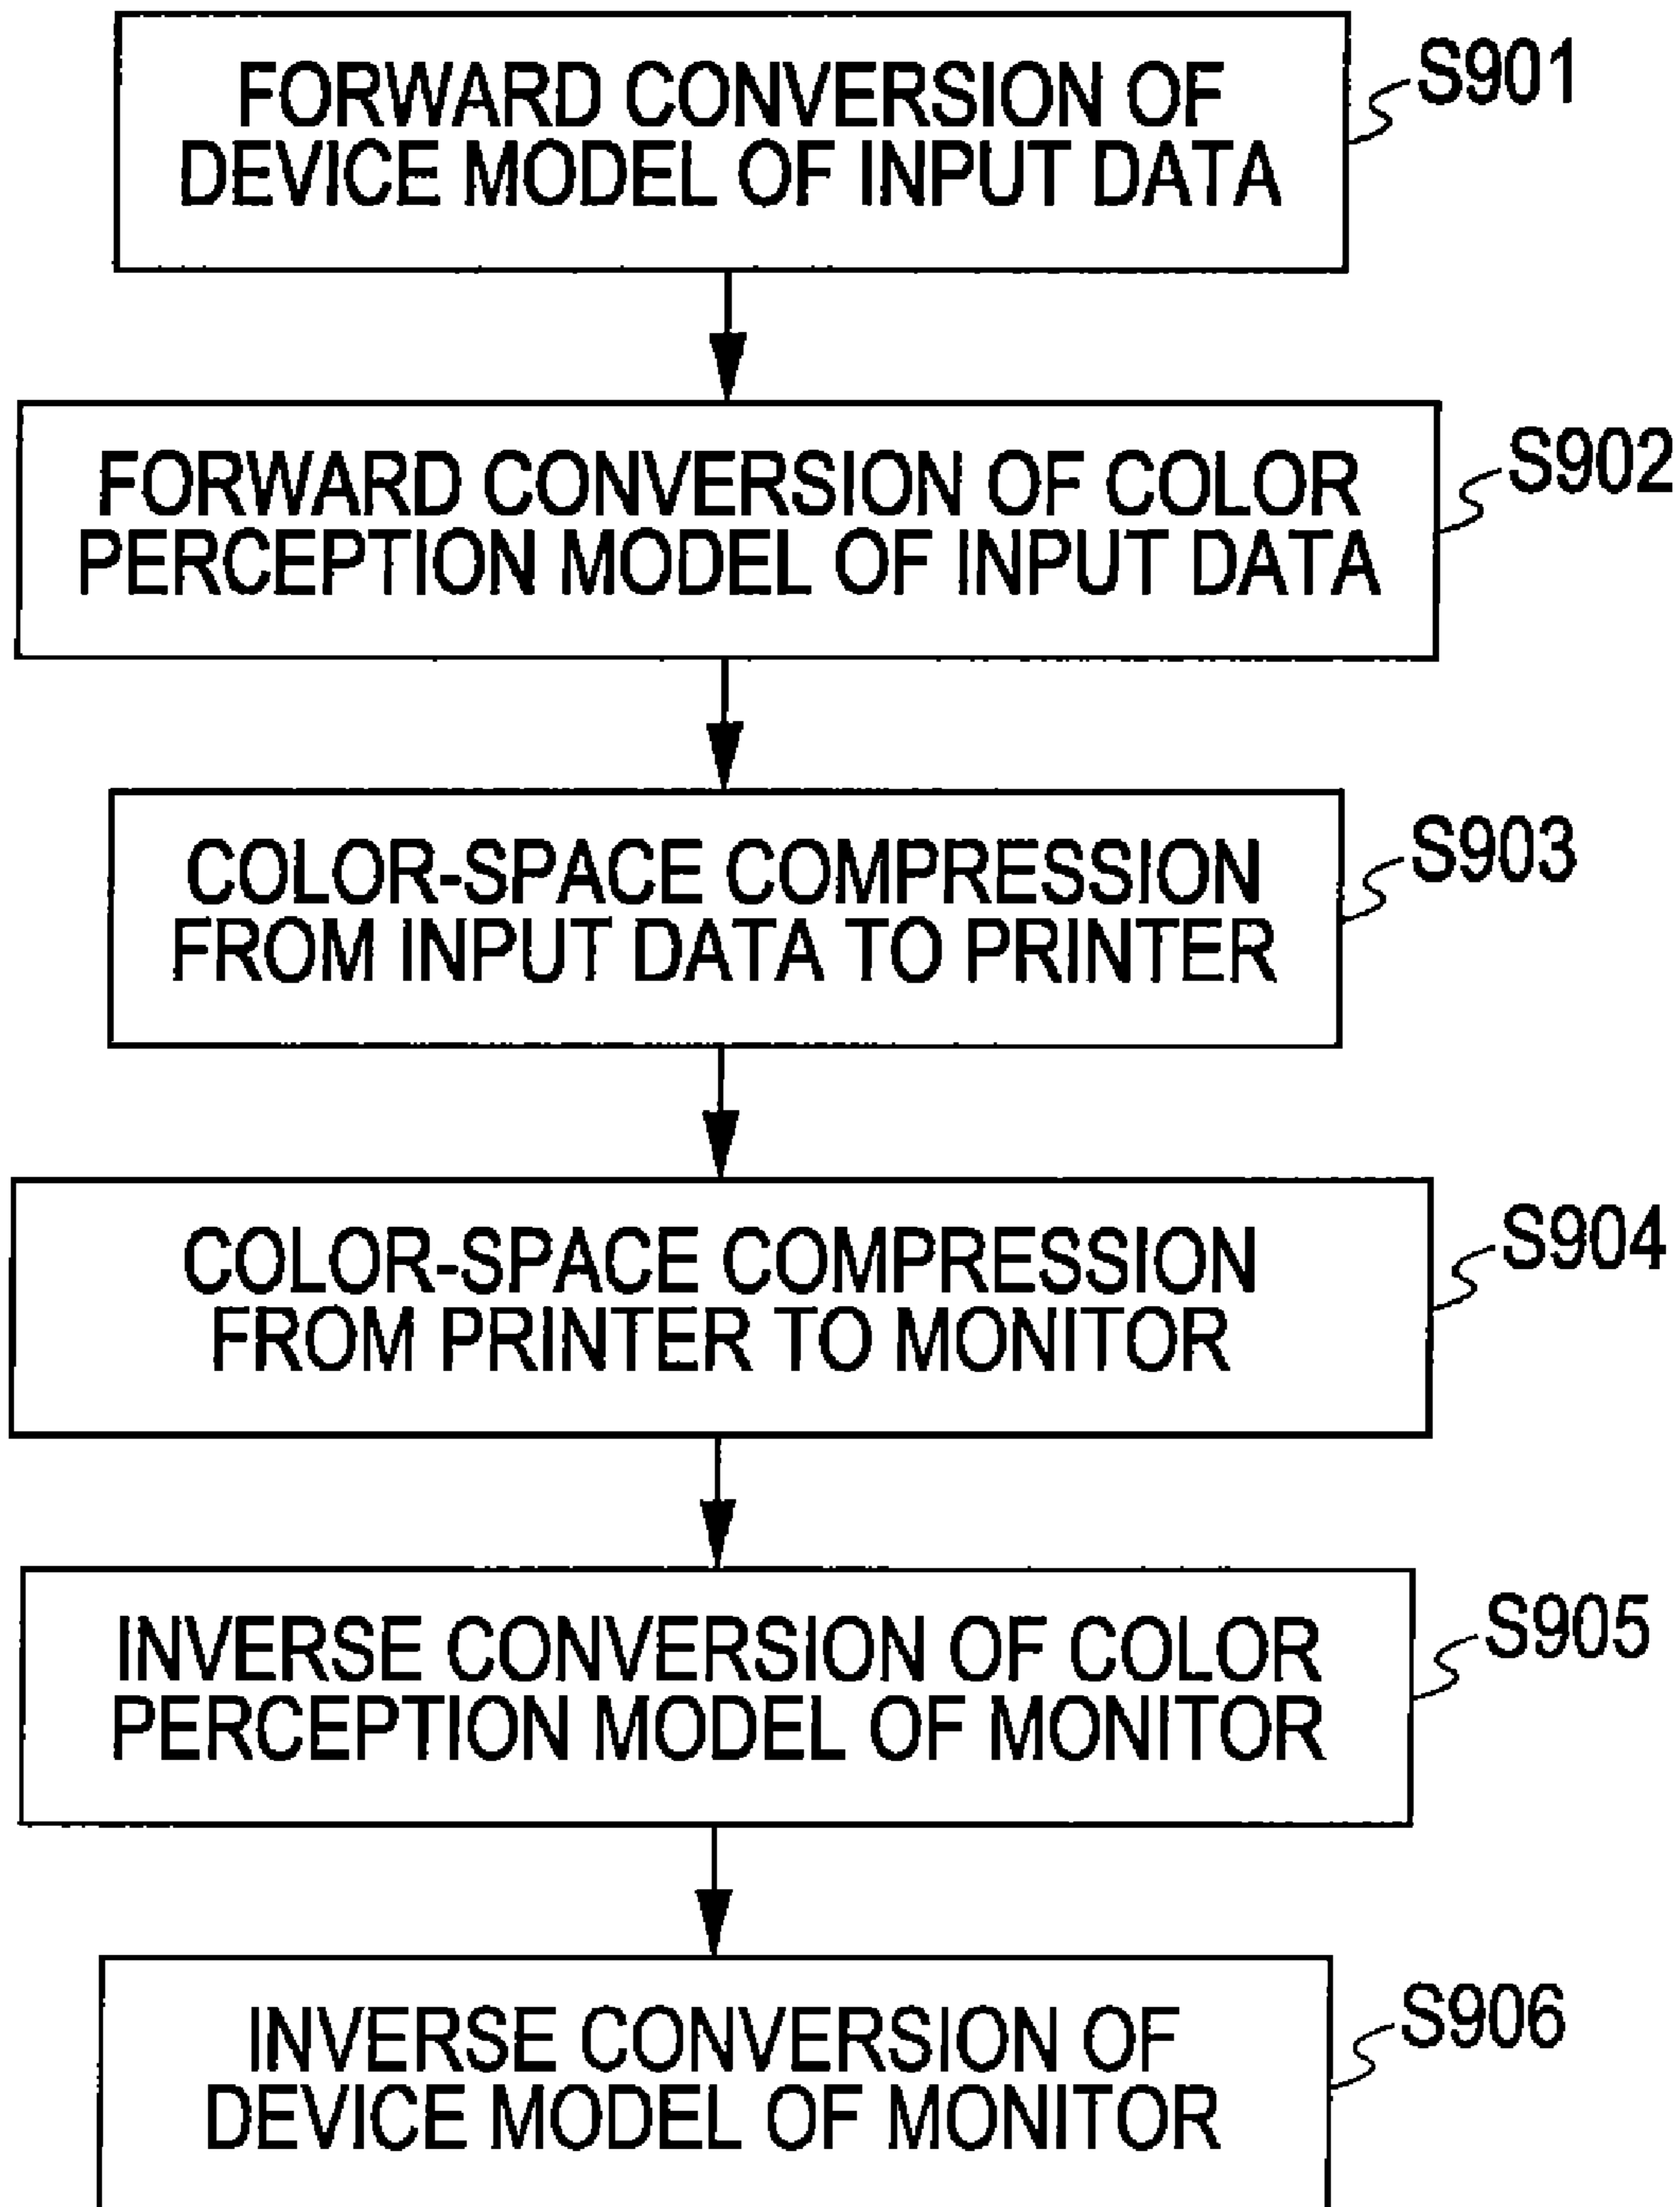 FORWARD CONVERSION OF
DEVICE MODEL OF INPUT DATA
S901
FORWARD CONVERSION OF COLOR
PERCEPTION MODEL OF INPUT DATA
S902
COLOR-SPACE COMPRESSION
FROM INPUT DATA TO PRINTER
S903
COLOR-SPACE COMPRESSION
FROM PRINTER TO MONITOR
S904
INVERSE CONVERSION OF COLOR
PERCEPTION MODEL OF MONITOR
S905
INVERSE CONVERSION OF
DEVICE MODEL OF MONITOR
S906